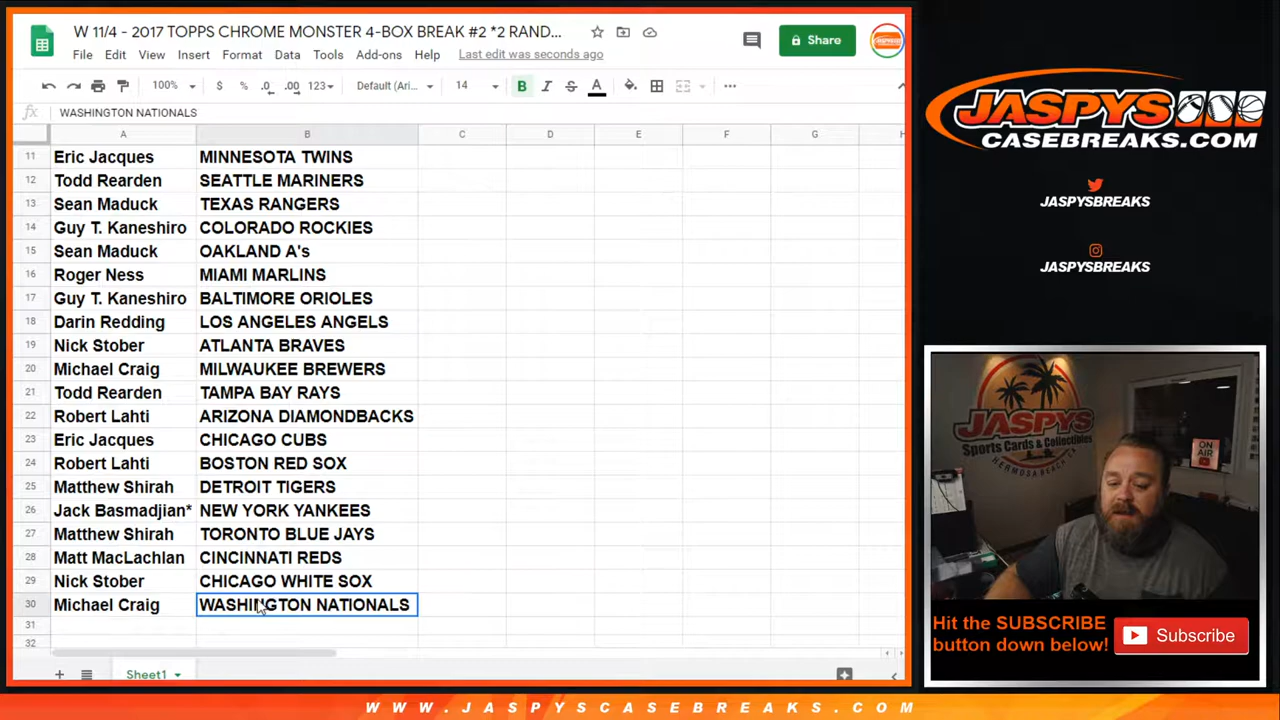 W 11/4 - 2017 TOPPS CHROME MONSTER 4-BOX BREAK #2 *2 RAND...
File Edit View Insert Format Data Tools Add-ons Help Last edit was seconds ago
Share
100% $ % .0 .00 123 Default (Ari... 14 B I S A
fx WASHINGTON NATIONALS
A B C D E F G H
11 Eric Jacques MINNESOTA TWINS
12 Todd Rearden SEATTLE MARINERS
13 Sean Maduck TEXAS RANGERS
14 Guy T. Kaneshiro COLORADO ROCKIES
15 Sean Maduck OAKLAND A's
16 Roger Ness MIAMI MARLINS
17 Guy T. Kaneshiro BALTIMORE ORIOLES
18 Darin Redding LOS ANGELES ANGELS
19 Nick Stober ATLANTA BRAVES
20 Michael Craig MILWAUKEE BREWERS
21 Todd Rearden TAMPA BAY RAYS
22 Robert Lahti ARIZONA DIAMONDBACKS
23 Eric Jacques CHICAGO CUBS
24 Robert Lahti BOSTON RED SOX
25 Matthew Shirah DETROIT TIGERS
26 Jack Basmadjian* NEW YORK YANKEES
27 Matthew Shirah TORONTO BLUE JAYS
28 Matt MacLachlan CINCINNATI REDS
29 Nick Stober CHICAGO WHITE SOX
30 Michael Craig WASHINGTON NATIONALS
31
32
Sheet1
JASPYS
CASEBREAKS.COM
JASPYSBREAKS
JASPYSBREAKS
JASPYS
Sports Cards & Collectibles
HERMOSA BEACH CA
ON AIR
Hit the SUBSCRIBE
button down below!
Subscribe
WWW.JASPYSCASEBREAKS.COM